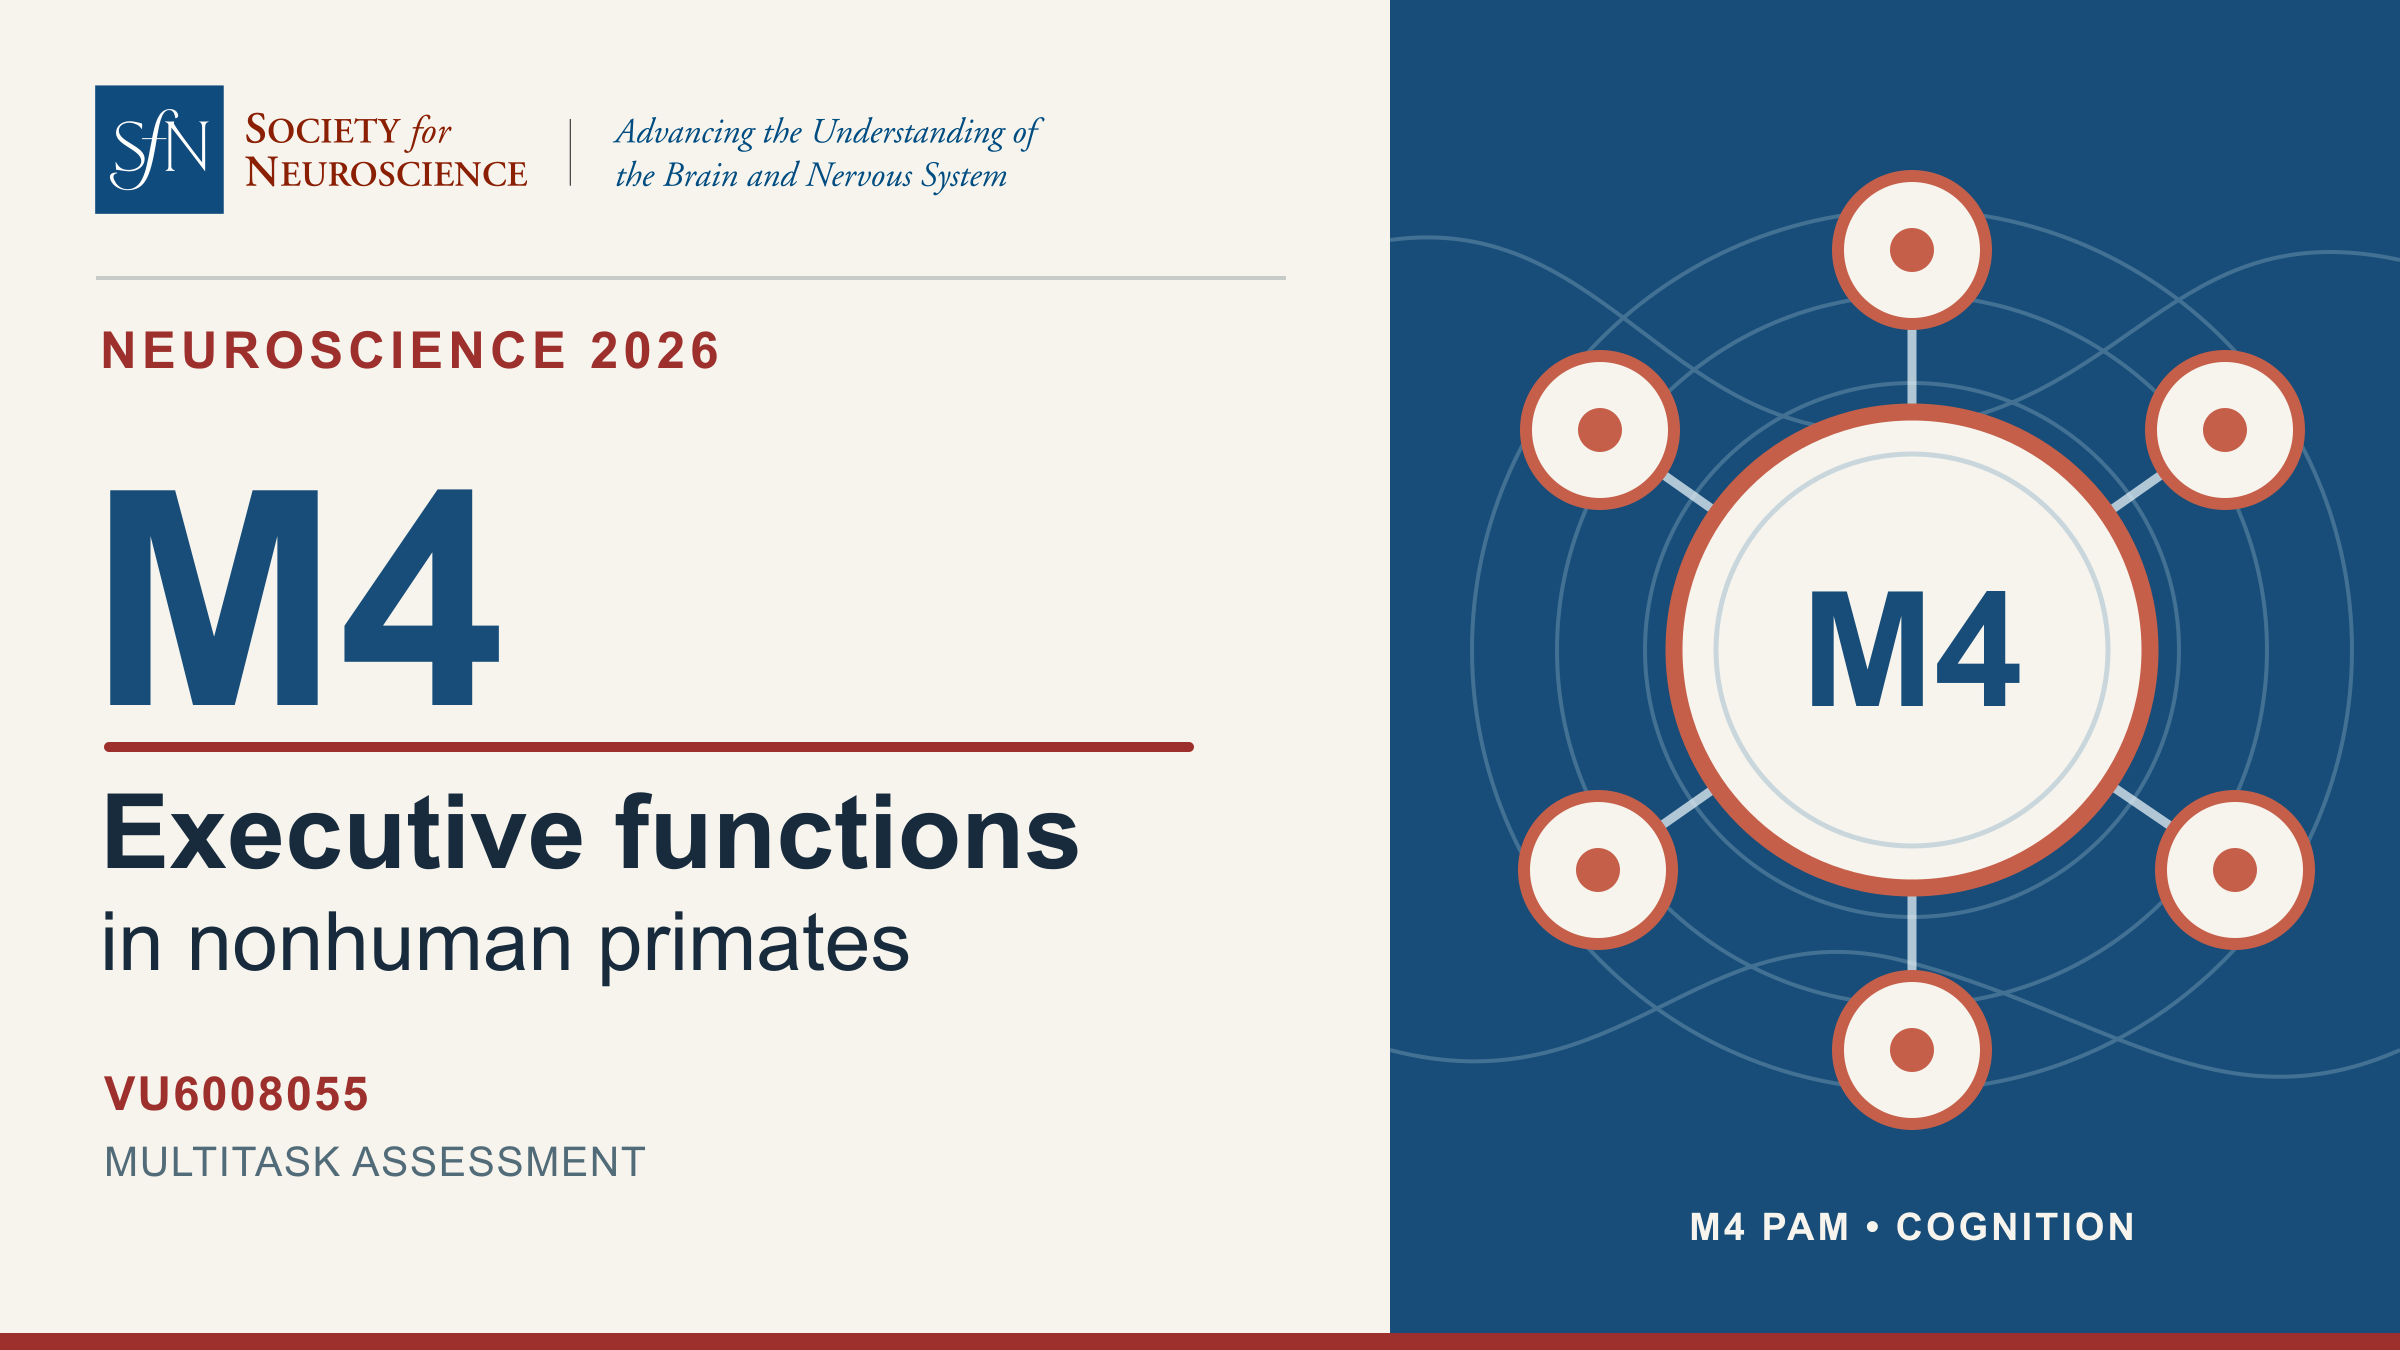 SfN
SOCIETY for
NEUROSCIENCE
Advancing the Understanding of
the Brain and Nervous System
NEUROSCIENCE 2026
M4
Executive functions
in nonhuman primates
VU6008055
MULTITASK ASSESSMENT
M4
M4 PAM • COGNITION